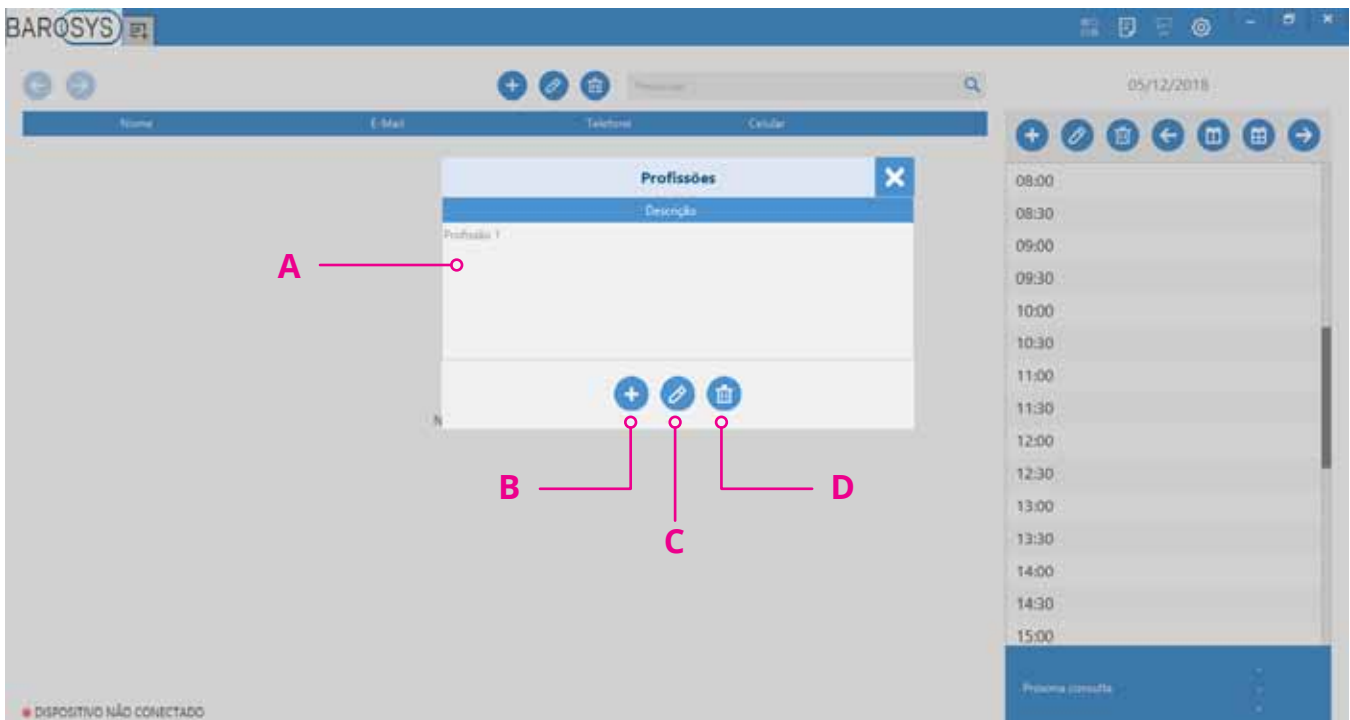 BAROSYS
05/12/2018
Pesquisar
Nome E-Mail Telefone Celular
Profissões
Descrição
Profissão 1
A
B
C
D
N
08:00
08:30
09:00
09:30
10:00
10:30
11:00
11:30
12:00
12:30
13:00
13:30
14:00
14:30
15:00
Próxima consulta
DISPOSITIVO NÃO CONECTADO